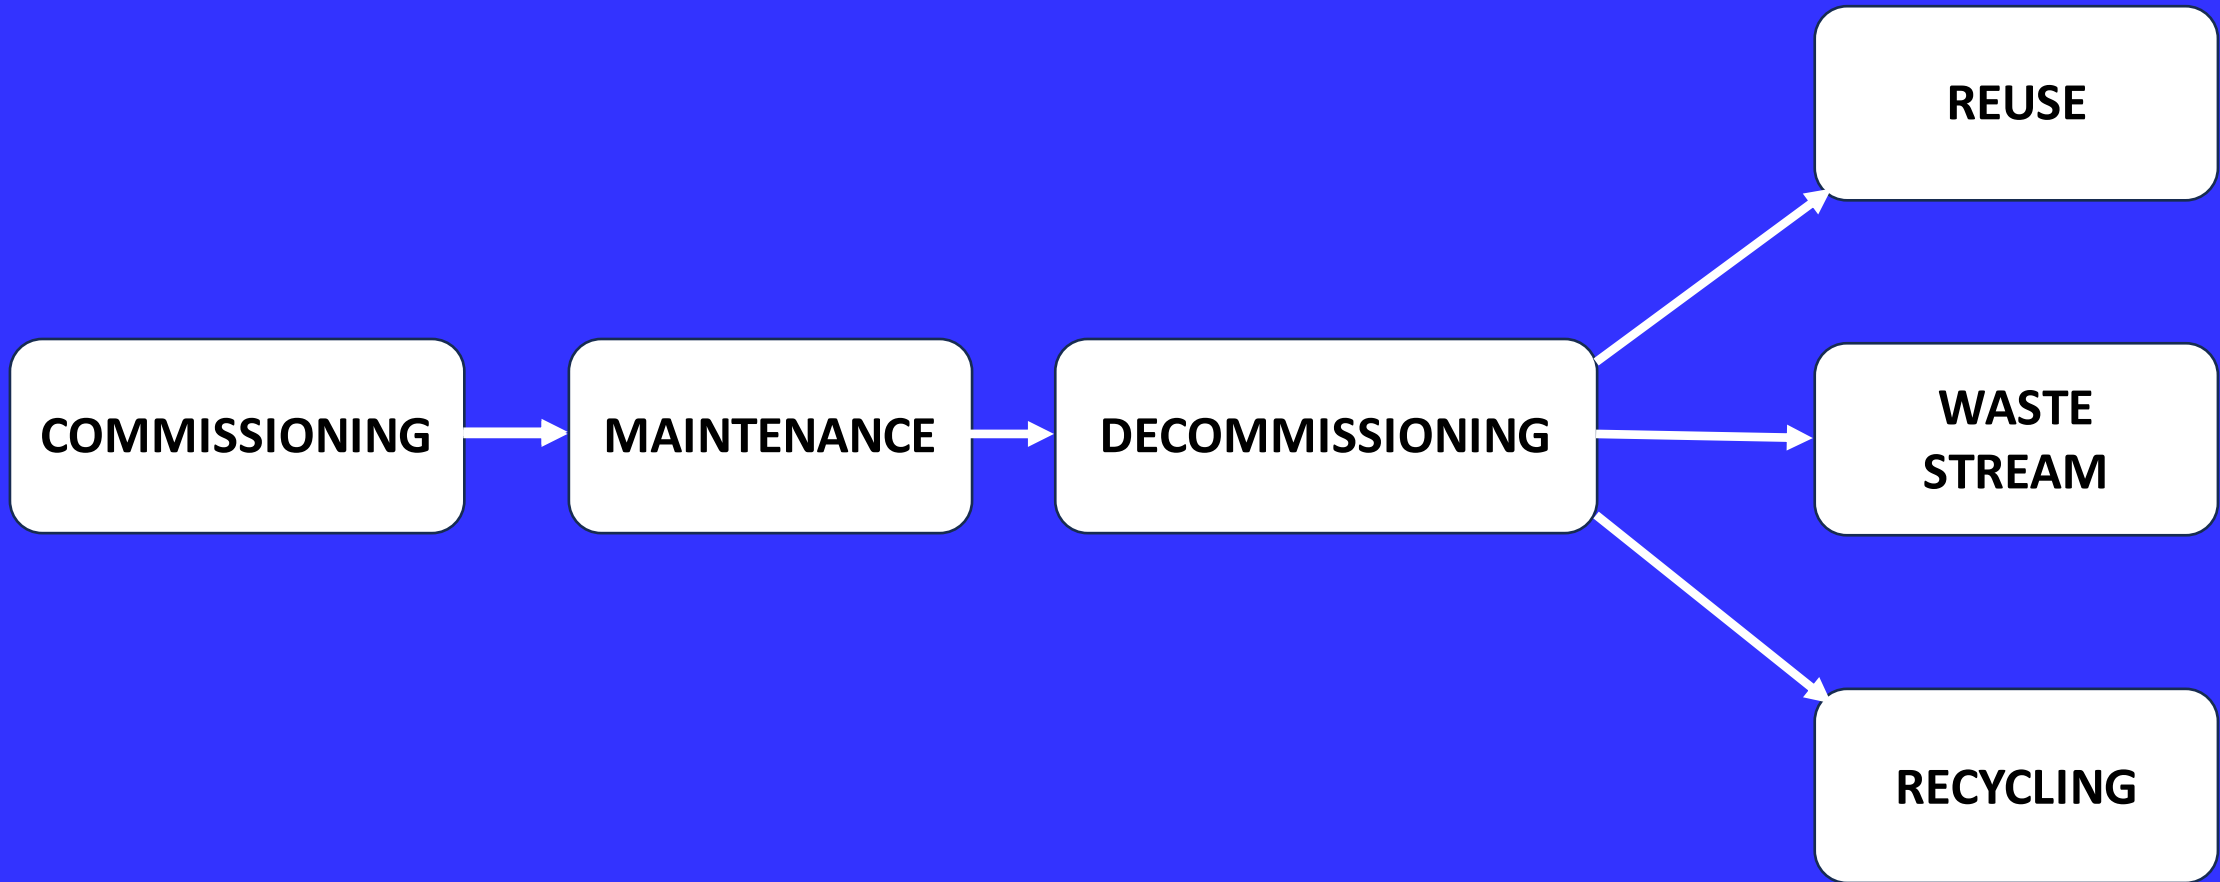 COMMISSIONING
MAINTENANCE
DECOMMISSIONING
REUSE
WASTE
STREAM
RECYCLING